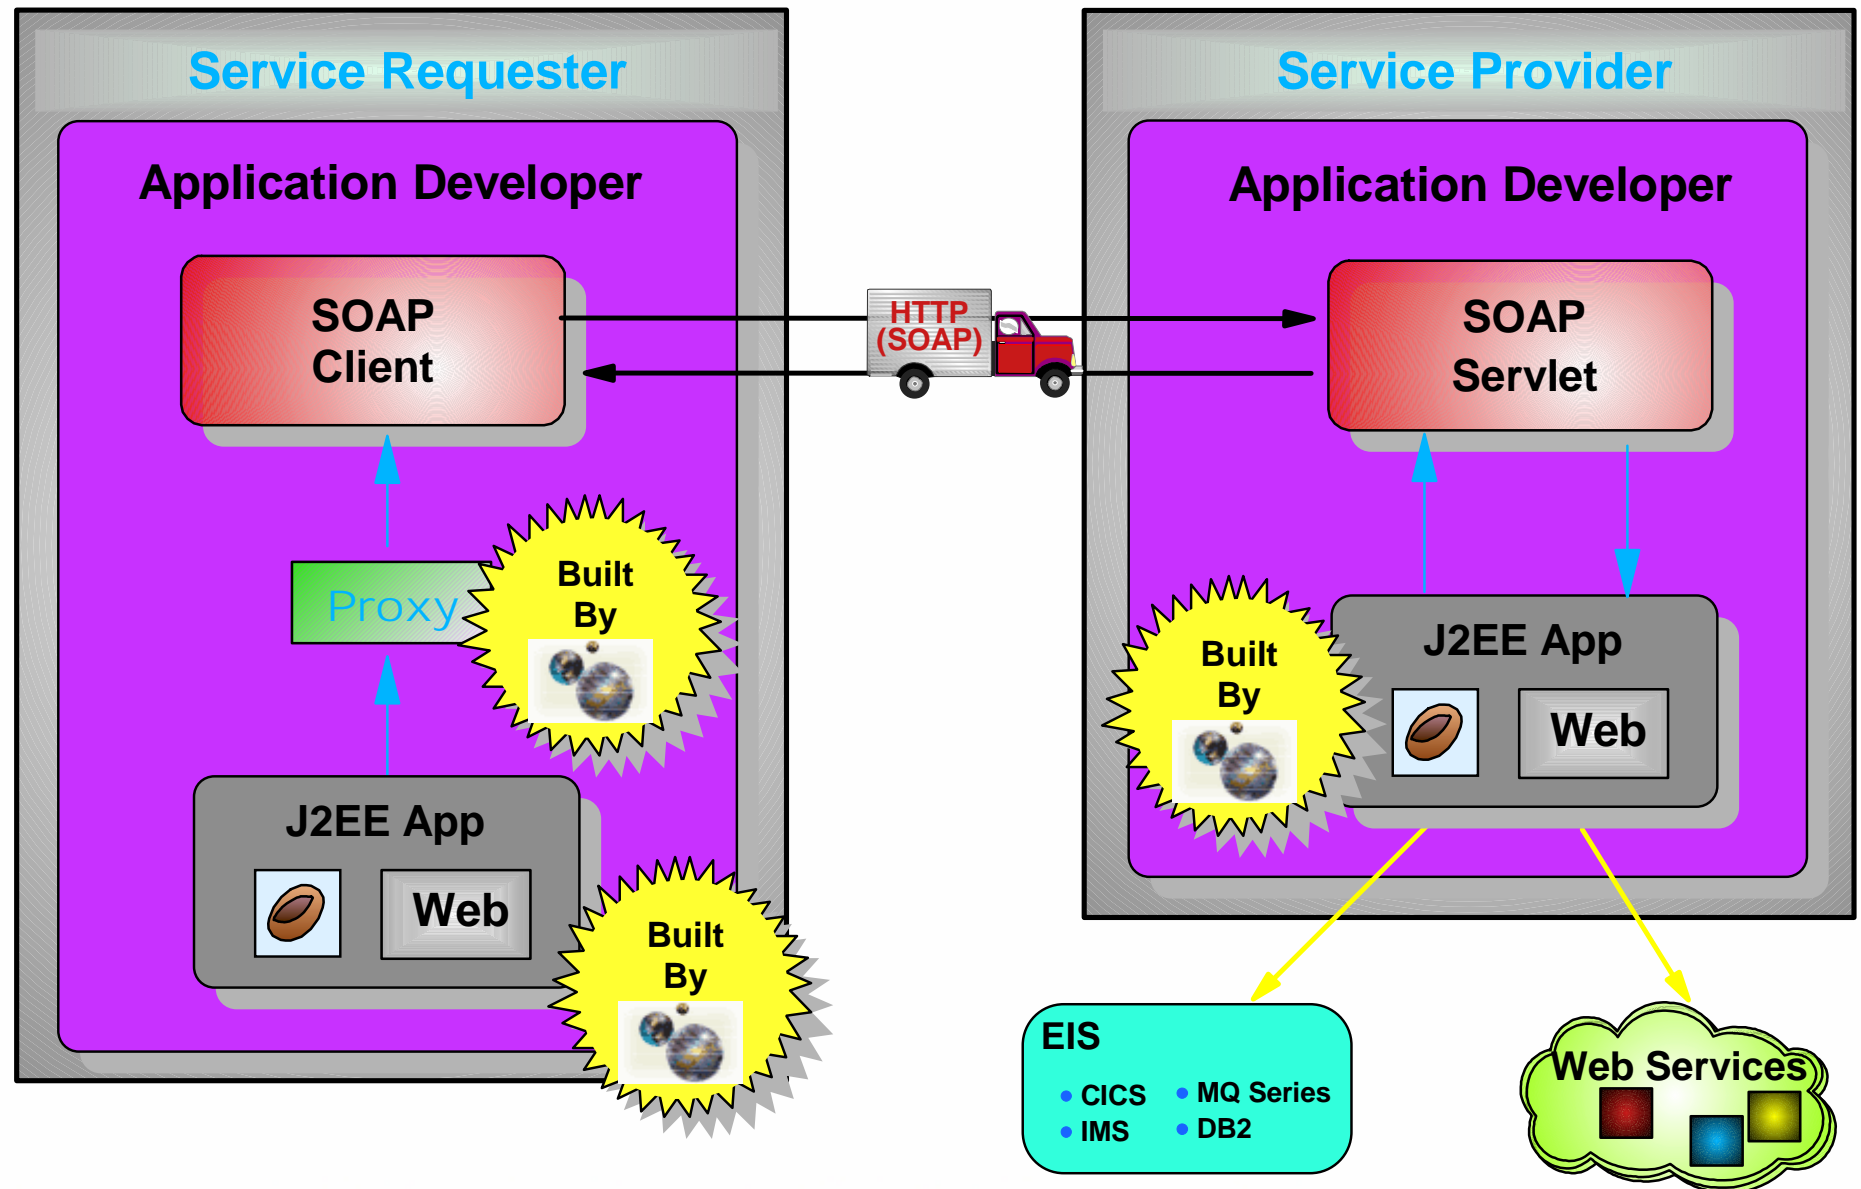 Service Requester
Application Developer
SOAP
Client
Proxy
Built
By
J2EE App
Web
Built
By
HTTP
(SOAP)
Service Provider
Application Developer
SOAP
Servlet
Built
By
J2EE App
Web
EIS
• CICS
• MQ Series
• IMS
• DB2
Web Services